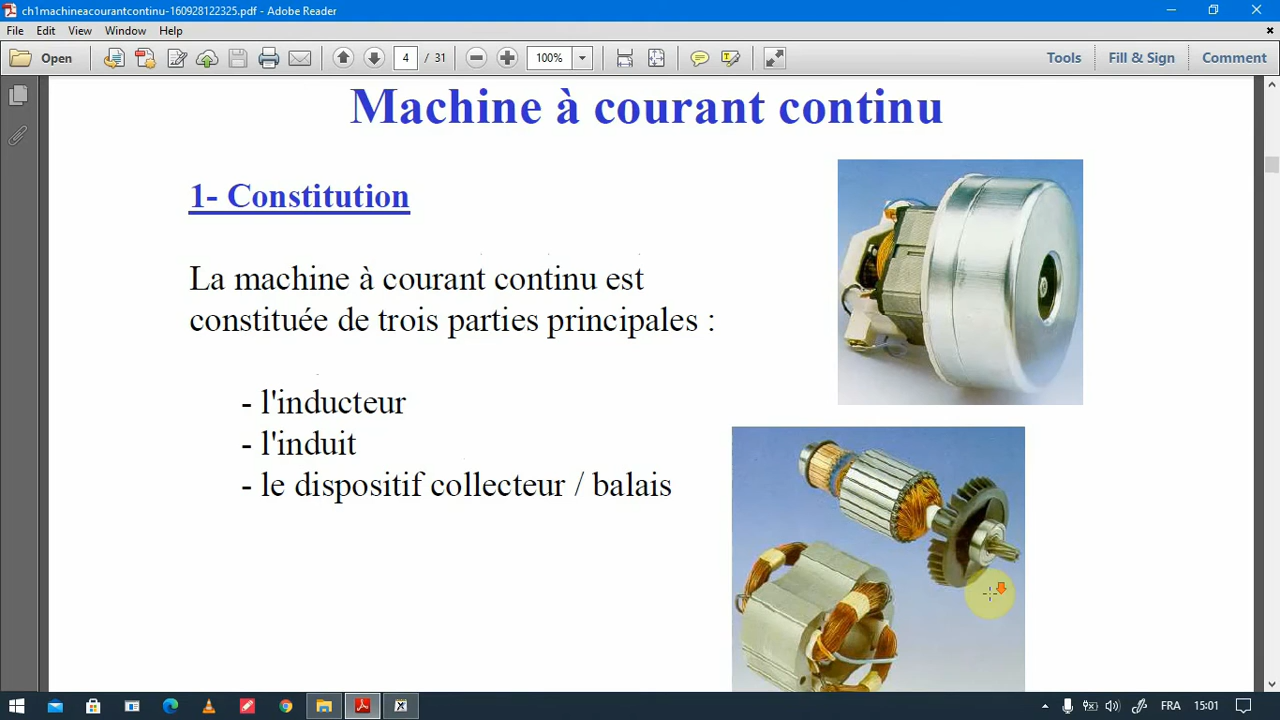 ch1machineacourantcontinu-160928122325.pdf - Adobe Reader
File Edit View Window Help
Open 4 / 31 100% Tools Fill & Sign Comment
Machine à courant continu
1- Constitution
La machine à courant continu est
constituée de trois parties principales :
- l'inducteur
- l'induit
- le dispositif collecteur / balais
FRA 15:01